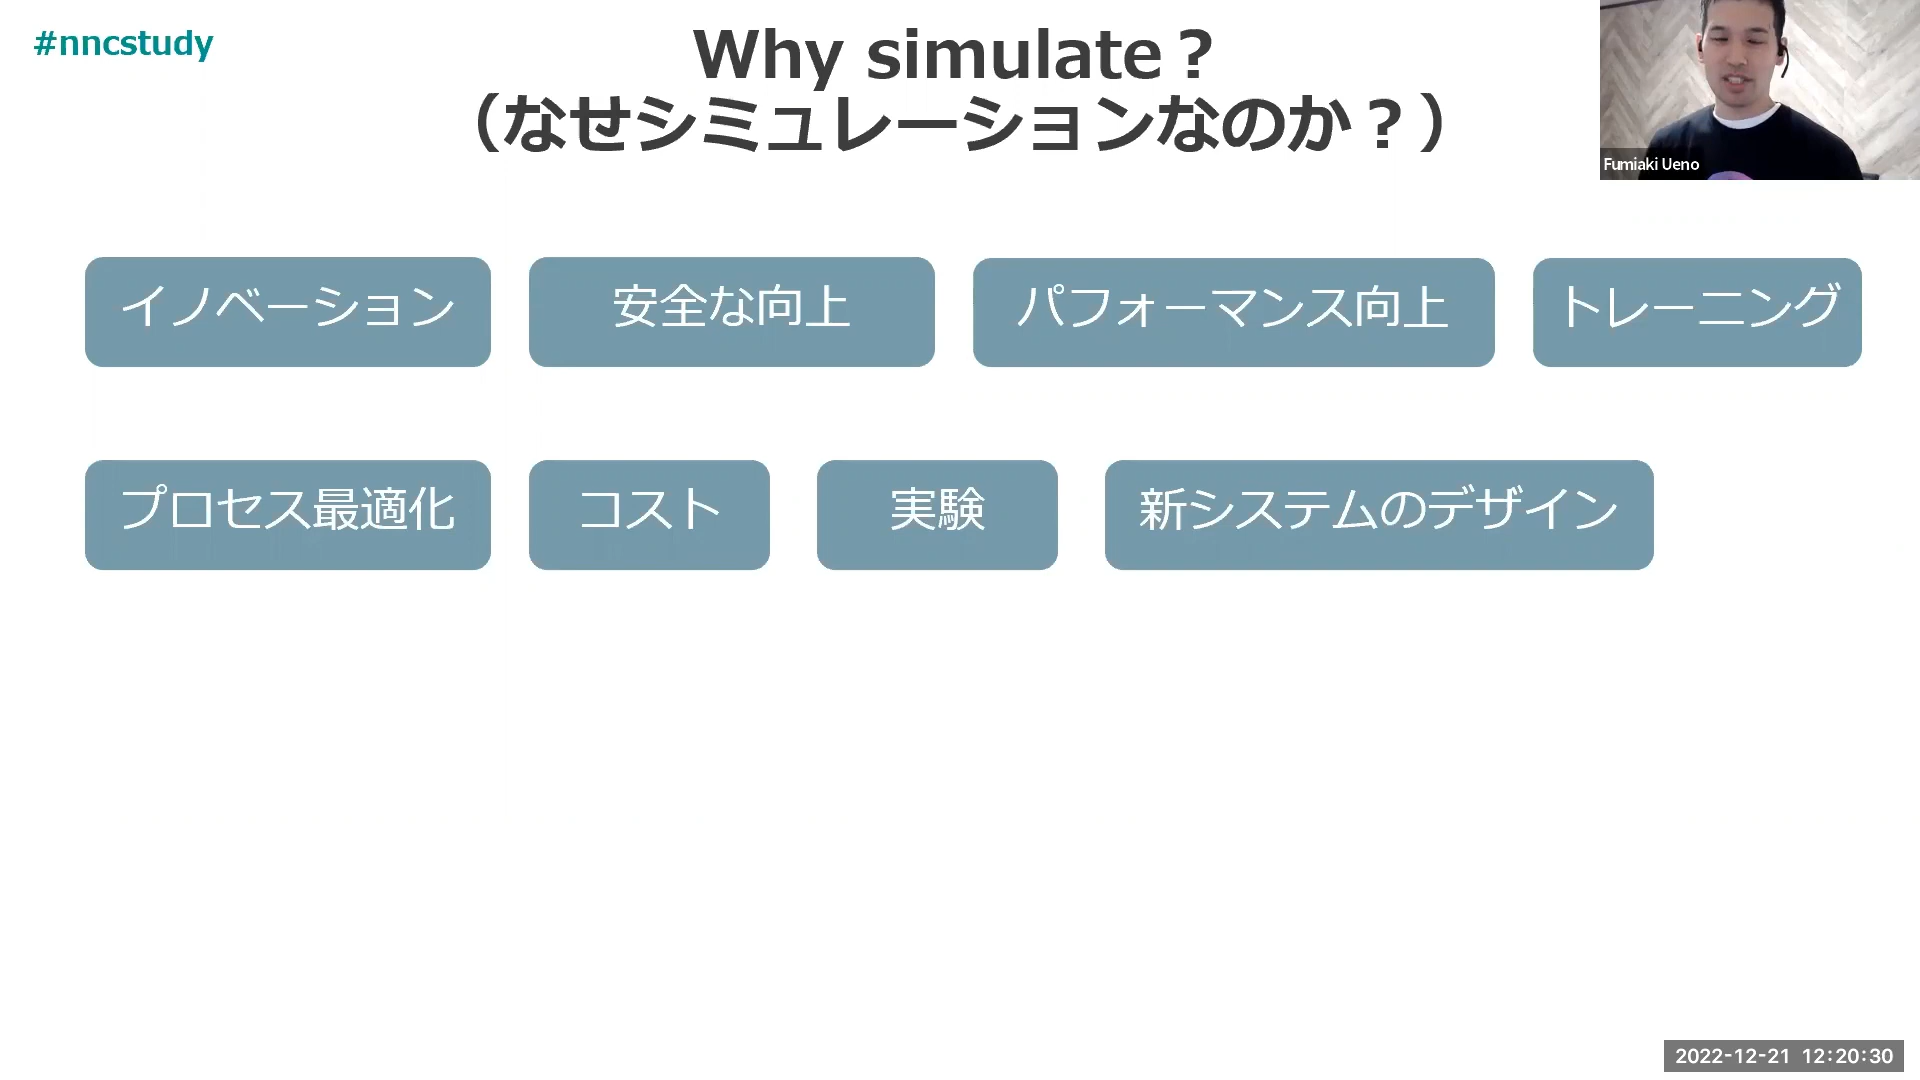 #nncstudy
Why simulate？
（なぜシミュレーションなのか？）
Fumiaki Ueno
イノベーション
安全な向上
パフォーマンス向上
トレーニング
プロセス最適化
コスト
実験
新システムのデザイン
2022-12-21 12:20:30